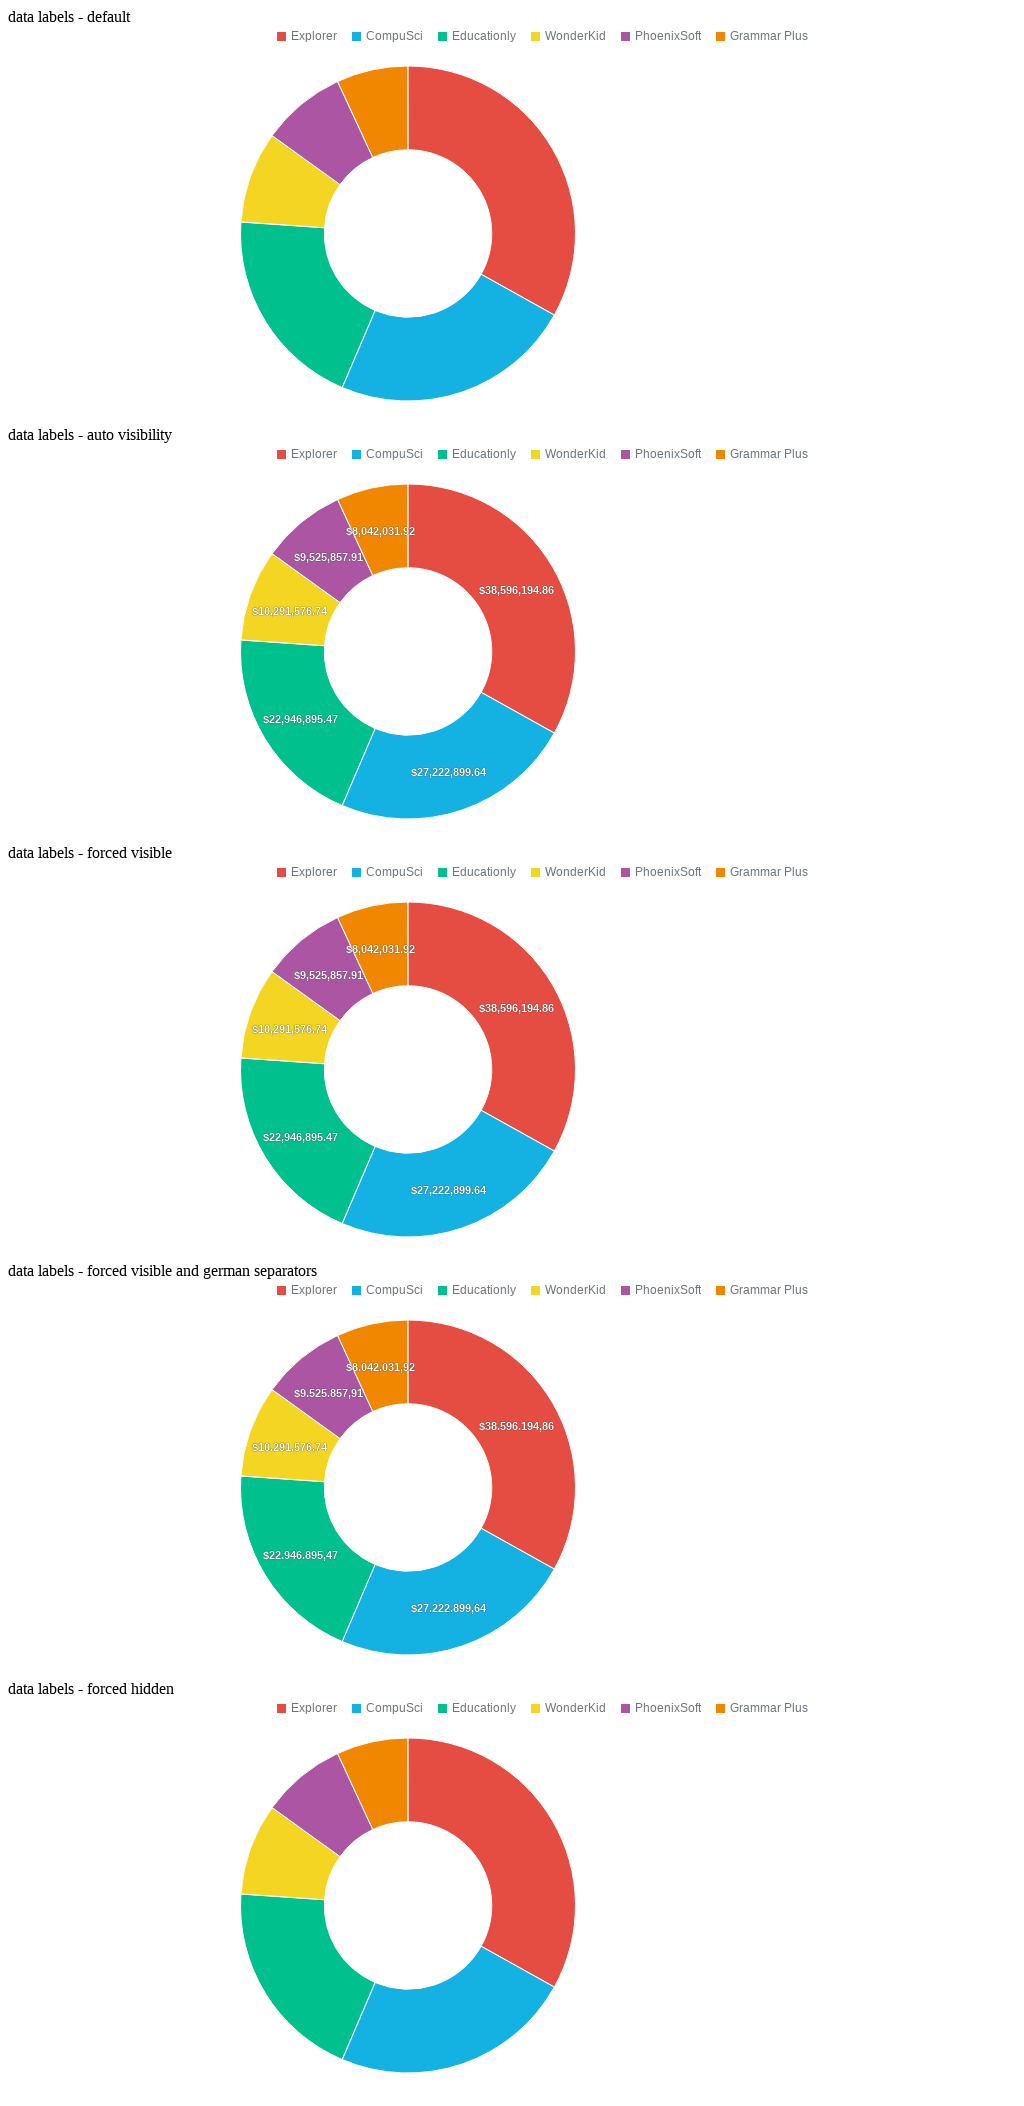 data labels - default
Explorer CompuSci Educationly WonderKid PhoenixSoft Grammar Plus
data labels - auto visibility
Explorer CompuSci Educationly WonderKid PhoenixSoft Grammar Plus
$8,042,031.92
$9,525,857.91
$38,596,194.86
$10,291,576.74
$22,946,895.47
$27,222,899.64
data labels - forced visible
Explorer CompuSci Educationly WonderKid PhoenixSoft Grammar Plus
$8,042,031.92
$9,525,857.91
$38,596,194.86
$10,291,576.74
$22,946,895.47
$27,222,899.64
data labels - forced visible and german separators
Explorer CompuSci Educationly WonderKid PhoenixSoft Grammar Plus
$8.042.031,92
$9.525.857,91
$38.596.194,86
$10.291.576,74
$22.946.895,47
$27.222.899,64
data labels - forced hidden
Explorer CompuSci Educationly WonderKid PhoenixSoft Grammar Plus